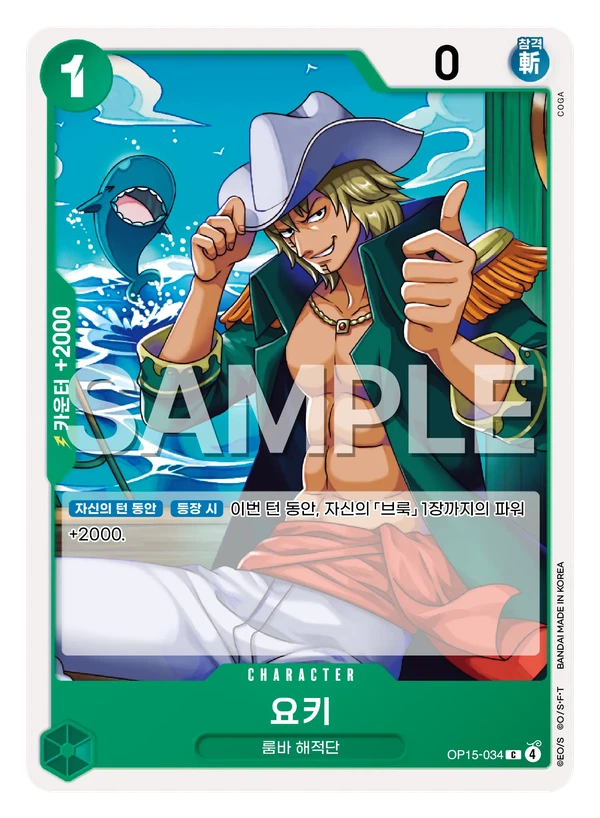 1
0
참격
斬
COGA
카운터 +2000
SAMPLE
자신의 턴 동안 등장 시 이번 턴 동안, 자신의 「브룩」 1장까지의 파워
+2000.
CHARACTER
요키
룸바 해적단
OP15-034 C 4
©EO/S ©O/S·F·T BANDAI MADE IN KOREA